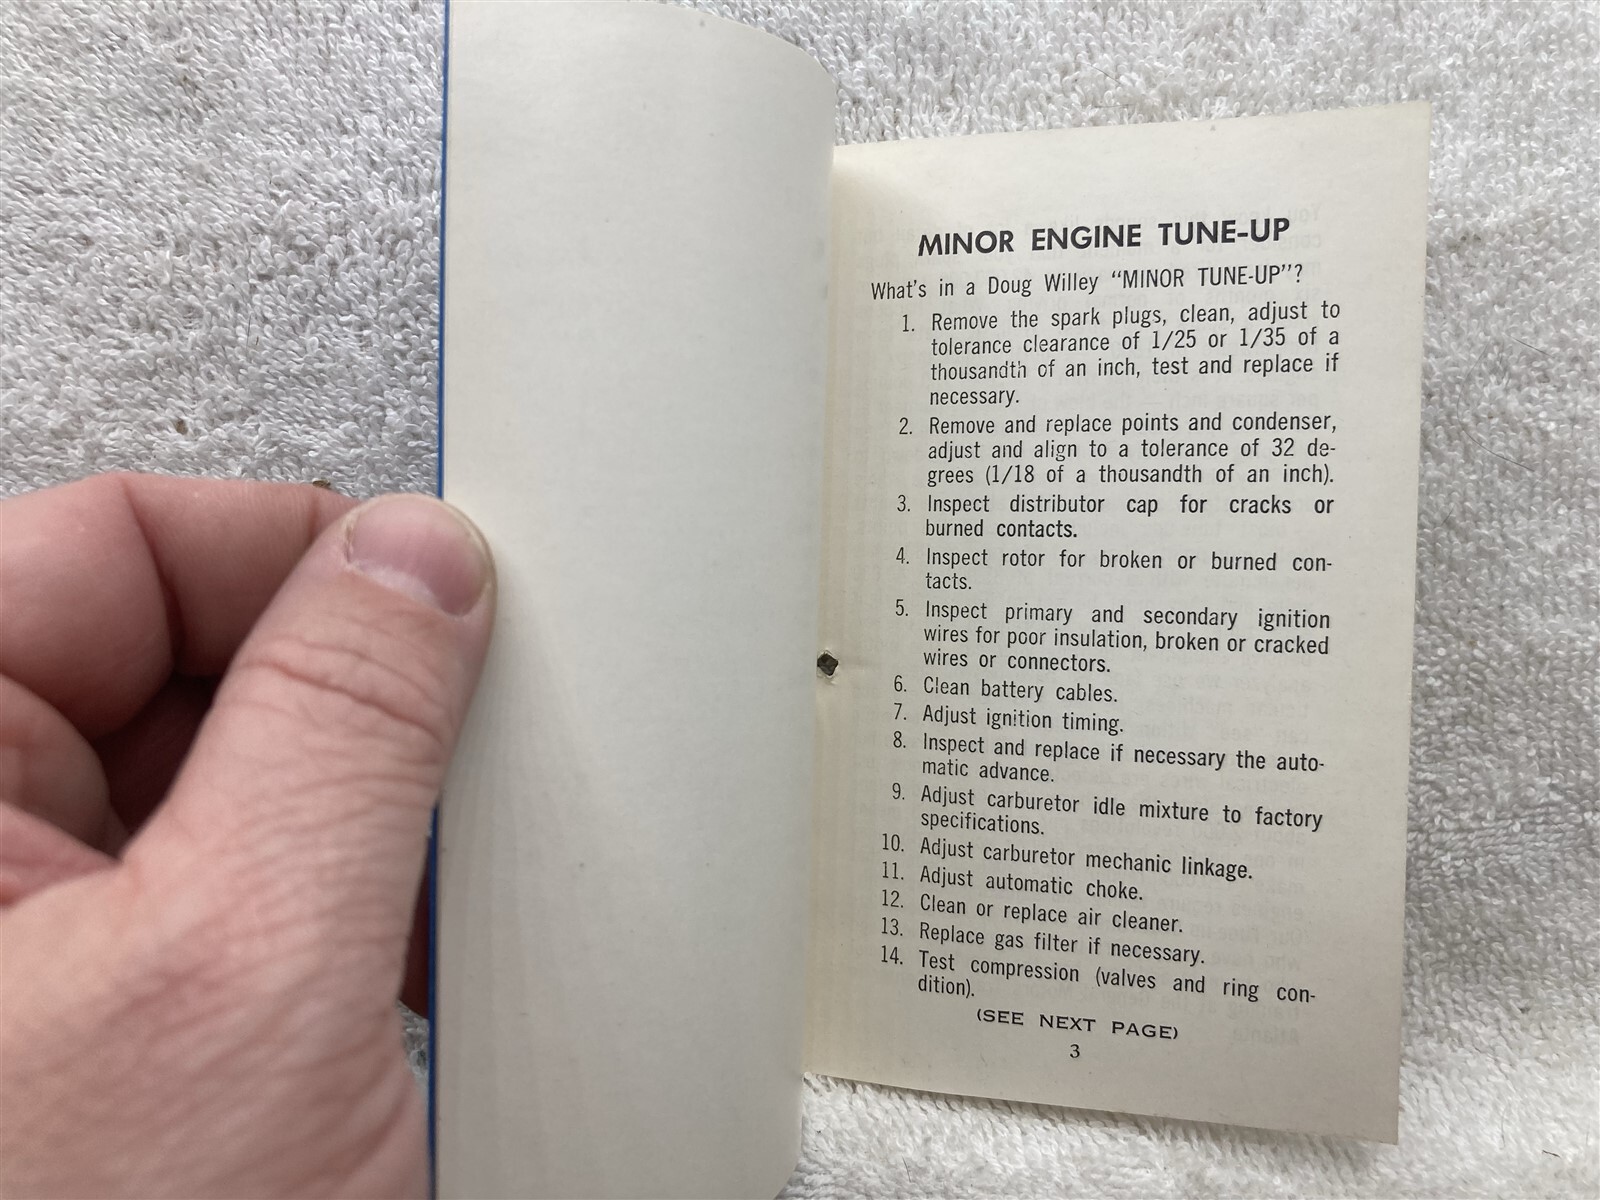 MINOR ENGINE TUNE-UP
What's in a Doug Willey "MINOR TUNE-UP"?
1. Remove the spark plugs, clean, adjust to
tolerance clearance of 1/25 or 1/35 of a
thousandth of an inch, test and replace if
necessary.
2. Remove and replace points and condenser,
adjust and align to a tolerance of 32 de-
grees (1/18 of a thousandth of an inch).
3. Inspect distributor cap for cracks or
burned contacts.
4. Inspect rotor for broken or burned con-
tacts.
5. Inspect primary and secondary ignition
wires for poor insulation, broken or cracked
wires or connectors.
6. Clean battery cables.
7. Adjust ignition timing.
8. Inspect and replace if necessary the auto-
matic advance.
9. Adjust carburetor idle mixture to factory
specifications.
10. Adjust carburetor mechanic linkage.
11. Adjust automatic choke.
12. Clean or replace air cleaner.
13. Replace gas filter if necessary.
14. Test compression (valves and ring con-
dition).
(SEE NEXT PAGE)
3